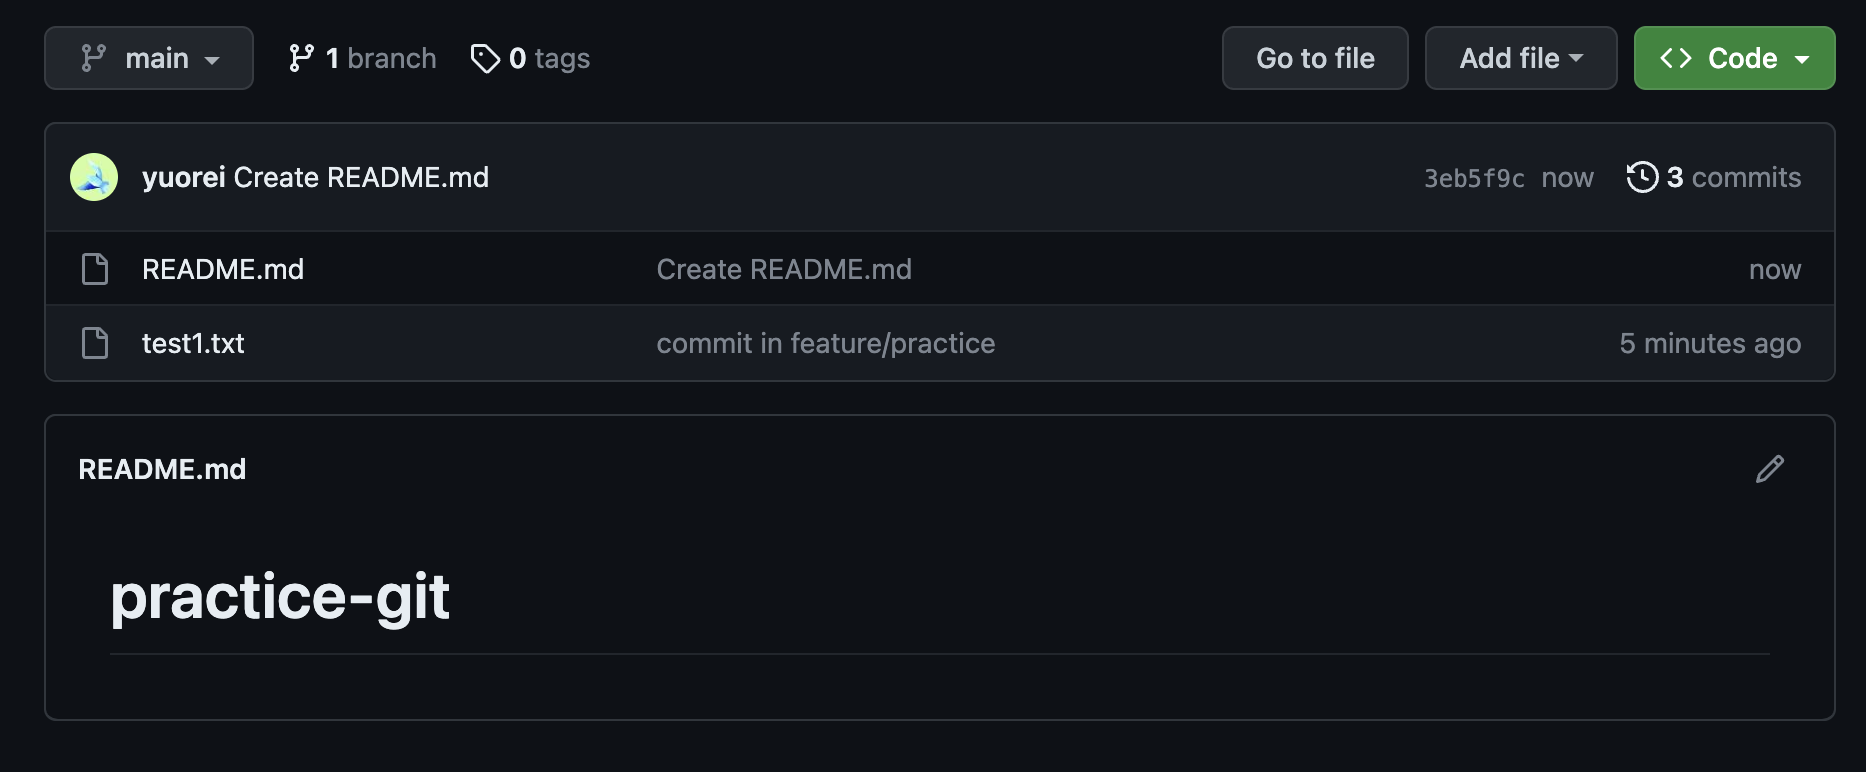 main 1 branch 0 tags Go to file Add file <> Code
yuorei Create README.md 3eb5f9c now 3 commits
README.md Create README.md now
test1.txt commit in feature/practice 5 minutes ago
README.md
practice-git